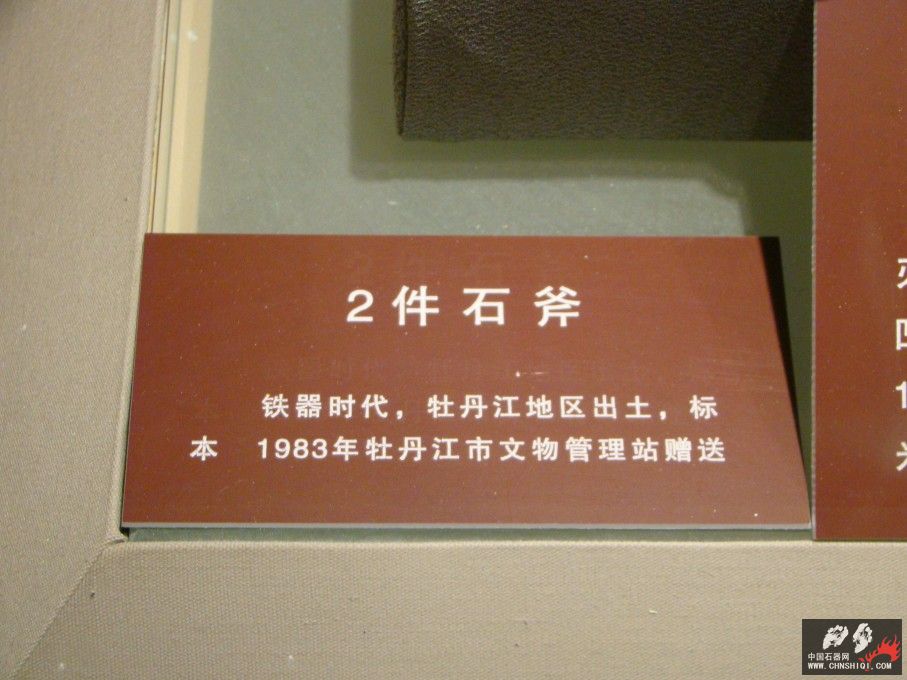 2件石斧
铁器时代，牡丹江地区出土，标
本 1983年牡丹江市文物管理站赠送
中国石器网
WWW.CHNSHIQI.COM